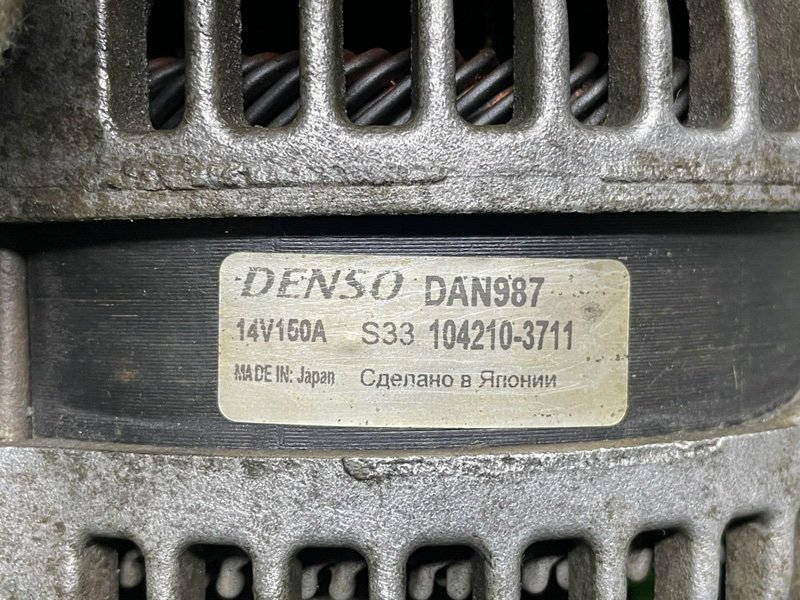 DENSO DAN987
14V150A S33 104210-3711
MADE IN: Japan Сделано в Японии